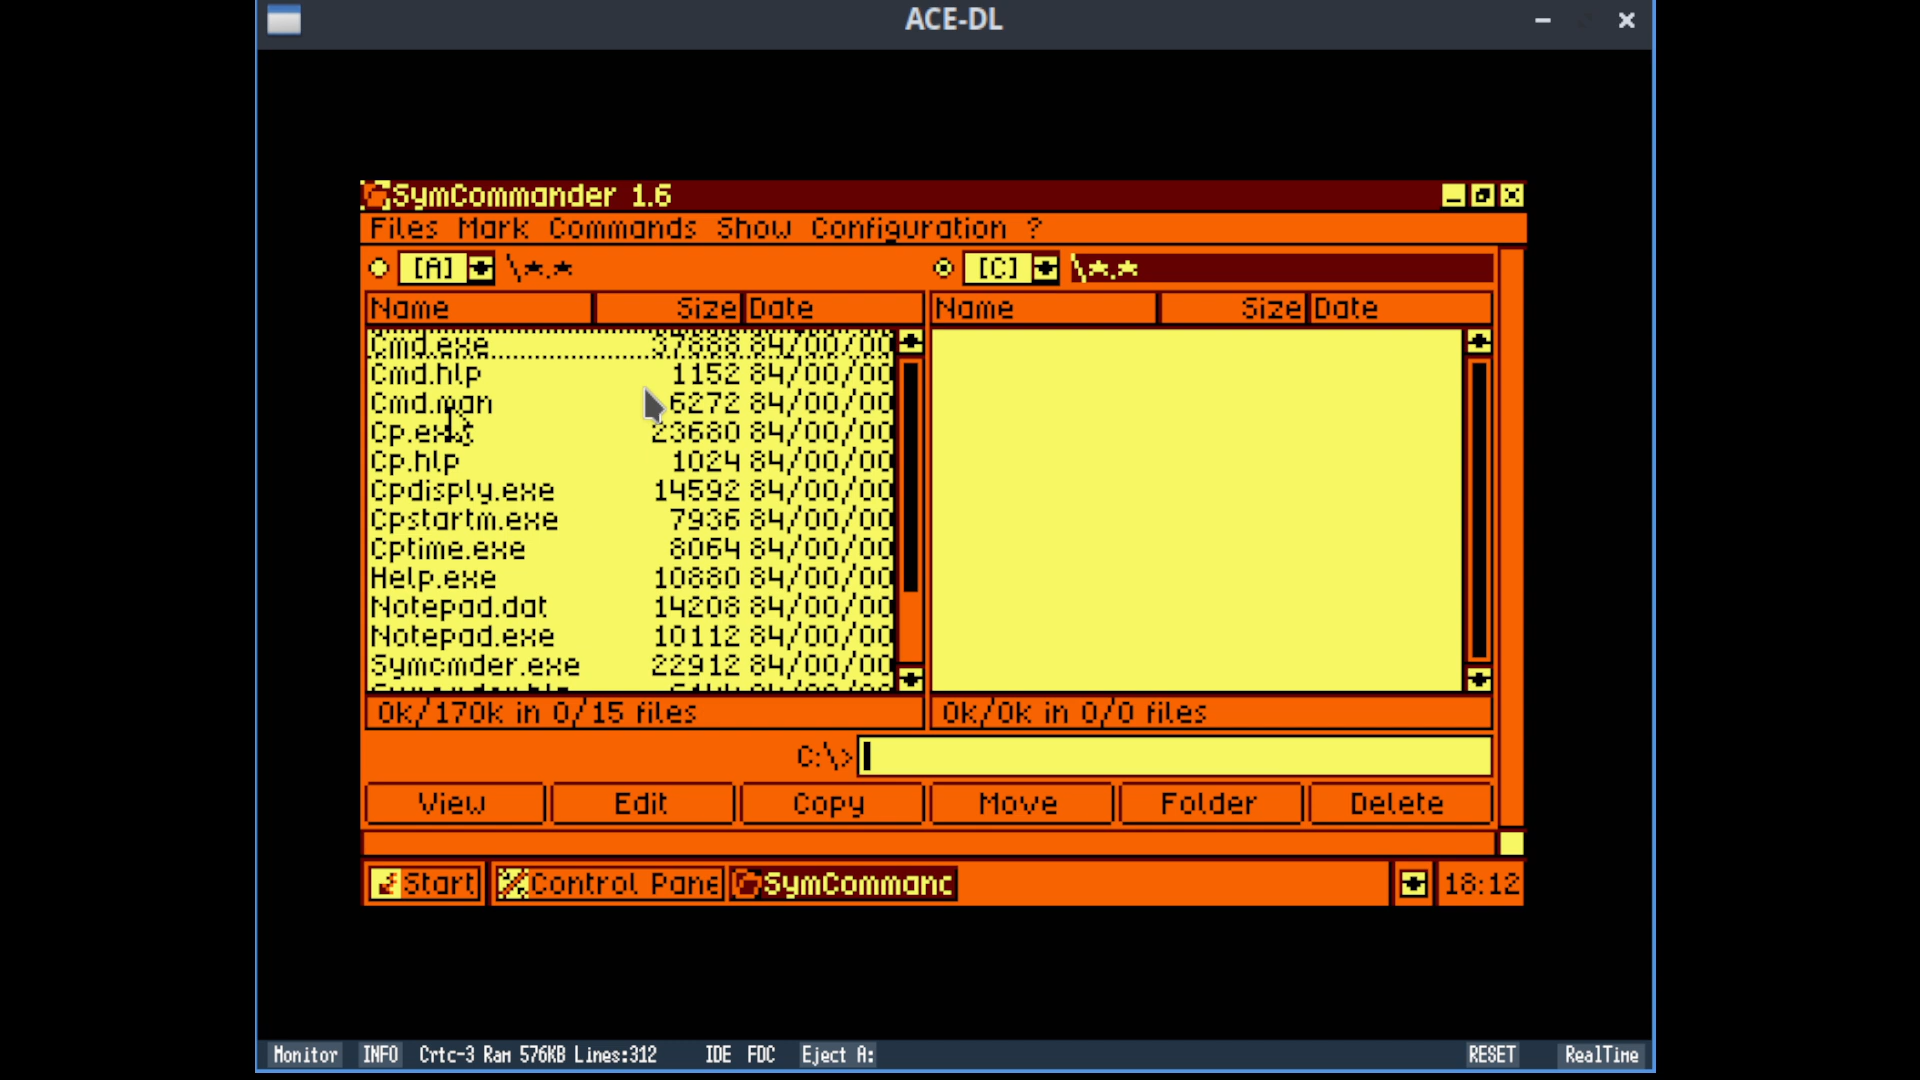 ACE-DL
SymCommander 1.6
Files Mark Commands Show Configuration ?
[A] \*.* [C] \*.*
Name Size Date Name Size Date
Cmd.exe 37888 84/00/00
Cmd.hlp 1152 84/00/00
Cmd.man 6272 84/00/00
Cp.ext 23680 84/00/00
Cp.hlp 1024 84/00/00
Cpdisply.exe 14592 84/00/00
Cpstartm.exe 7936 84/00/00
Cptime.exe 8064 84/00/00
Help.exe 10880 84/00/00
Notepad.dat 14208 84/00/00
Notepad.exe 10112 84/00/00
Symcmder.exe 22912 84/00/00
0k/170k in 0/15 files 0k/0k in 0/0 files
C:\>
View Edit Copy Move Folder Delete
Start Control Pane SymCommanc 18:12
Monitor INFO Crtc-3 Ram 576KB Lines:312 IDE FDC Eject A: RESET RealTime